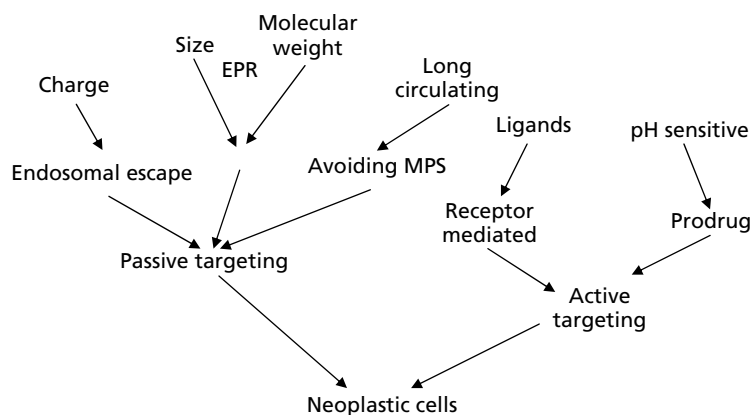 Molecular
weight
Size
EPR
Long
circulating
Charge
Ligands
pH sensitive
Endosomal escape
Avoiding MPS
Receptor
mediated
Prodrug
Passive targeting
Active
targeting
Neoplastic cells